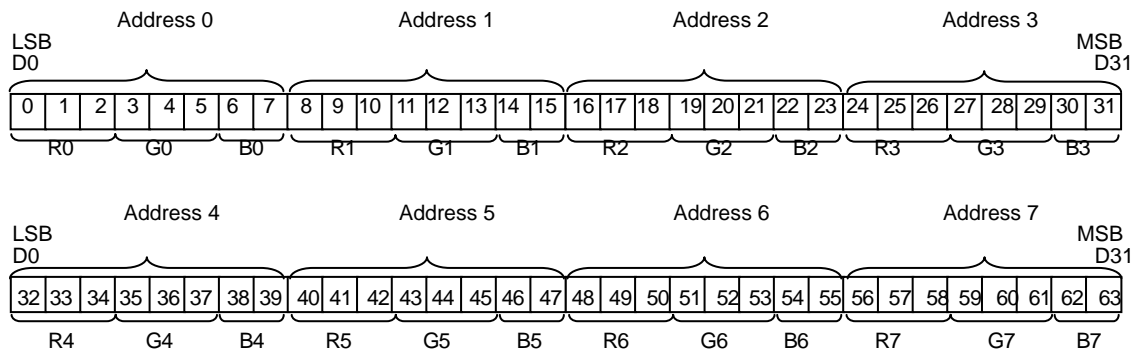 Address 0 Address 1 Address 2 Address 3
LSB MSB
D0 D31
0 1 2 3 4 5 6 7 8 9 10 11 12 13 14 15 16 17 18 19 20 21 22 23 24 25 26 27 28 29 30 31
R0 G0 B0 R1 G1 B1 R2 G2 B2 R3 G3 B3
Address 4 Address 5 Address 6 Address 7
LSB MSB
D0 D31
32 33 34 35 36 37 38 39 40 41 42 43 44 45 46 47 48 49 50 51 52 53 54 55 56 57 58 59 60 61 62 63
R4 G4 B4 R5 G5 B5 R6 G6 B6 R7 G7 B7